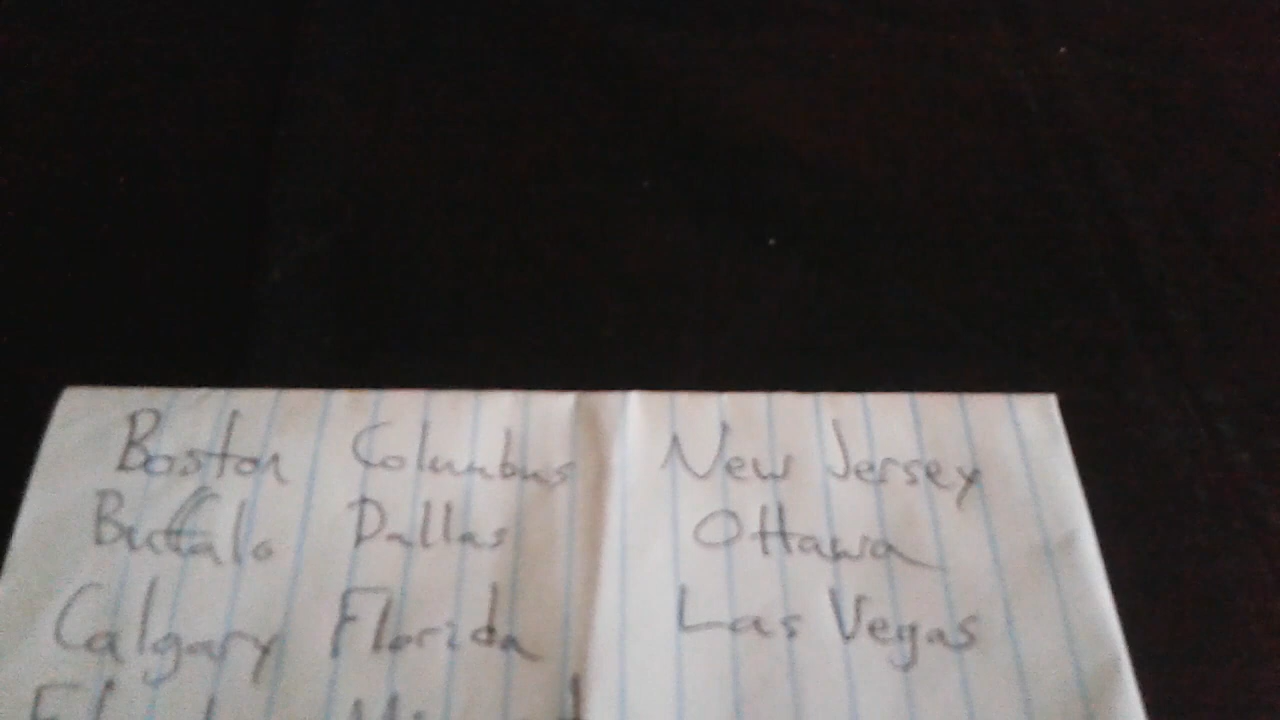 Boston Columbus New Jersey
Buffalo Dallas Ottawa
Calgary Florida Las Vegas